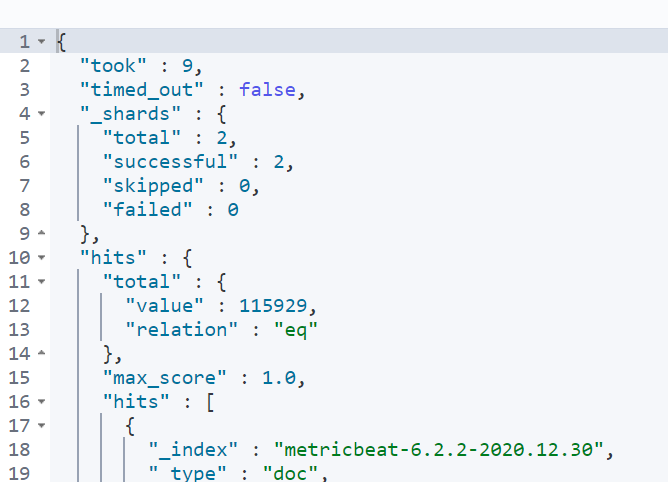 1 {
2 "took" : 9,
3 "timed_out" : false,
4 "_shards" : {
5 "total" : 2,
6 "successful" : 2,
7 "skipped" : 0,
8 "failed" : 0
9 },
10 "hits" : {
11 "total" : {
12 "value" : 115929,
13 "relation" : "eq"
14 },
15 "max_score" : 1.0,
16 "hits" : [
17 {
18 "_index" : "metricbeat-6.2.2-2020.12.30",
19 "_type" : "doc",